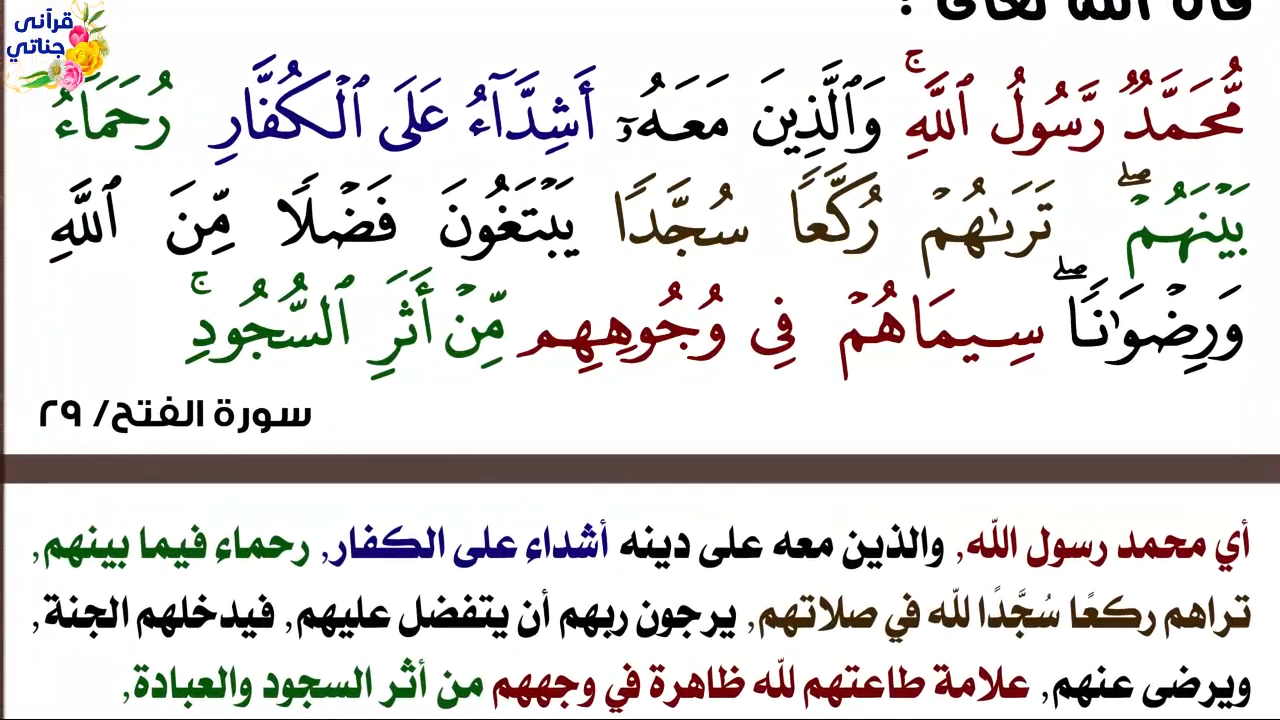 قال الله تعالى :
قرآنى
جناتي
مُّحَمَّدٌ رَّسُولُ ٱللَّهِ ۚ وَٱلَّذِينَ مَعَهُۥٓ أَشِدَّآءُ عَلَى ٱلْكُفَّارِ رُحَمَاءُ
بَيْنَهُمْ ۖ تَرَىٰهُمْ رُكَّعًا سُجَّدًا يَبْتَغُونَ فَضْلًا مِّنَ ٱللَّهِ
وَرِضْوَٰنًا ۖ سِيمَاهُمْ فِى وُجُوهِهِم مِّنْ أَثَرِ ٱلسُّجُودِ ۚ
سورة الفتح/ ٢٩
أي محمد رسول الله, والذين معه على دينه أشداء على الكفار, رحماء فيما بينهم,
تراهم ركعًا سُجَّدًا لله في صلاتهم, يرجون ربهم أن يتفضل عليهم, فيدخلهم الجنة,
ويرضى عنهم, علامة طاعتهم لله ظاهرة في وجههم من أثر السجود والعبادة,